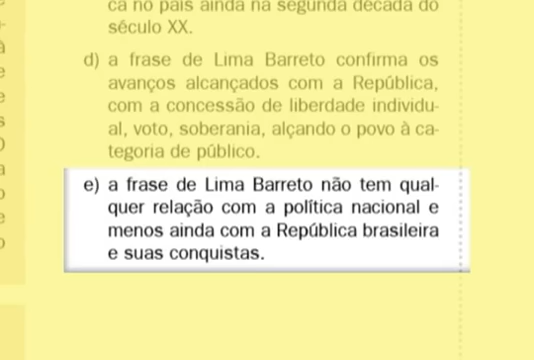 ca no país ainda na segunda década do
século XX.
d) a frase de Lima Barreto confirma os
avanços alcançados com a República,
com a concessão de liberdade individu-
al, voto, soberania, alçando o povo à ca-
tegoria de público.
e) a frase de Lima Barreto não tem qual-
quer relação com a política nacional e
menos ainda com a República brasileira
e suas conquistas.